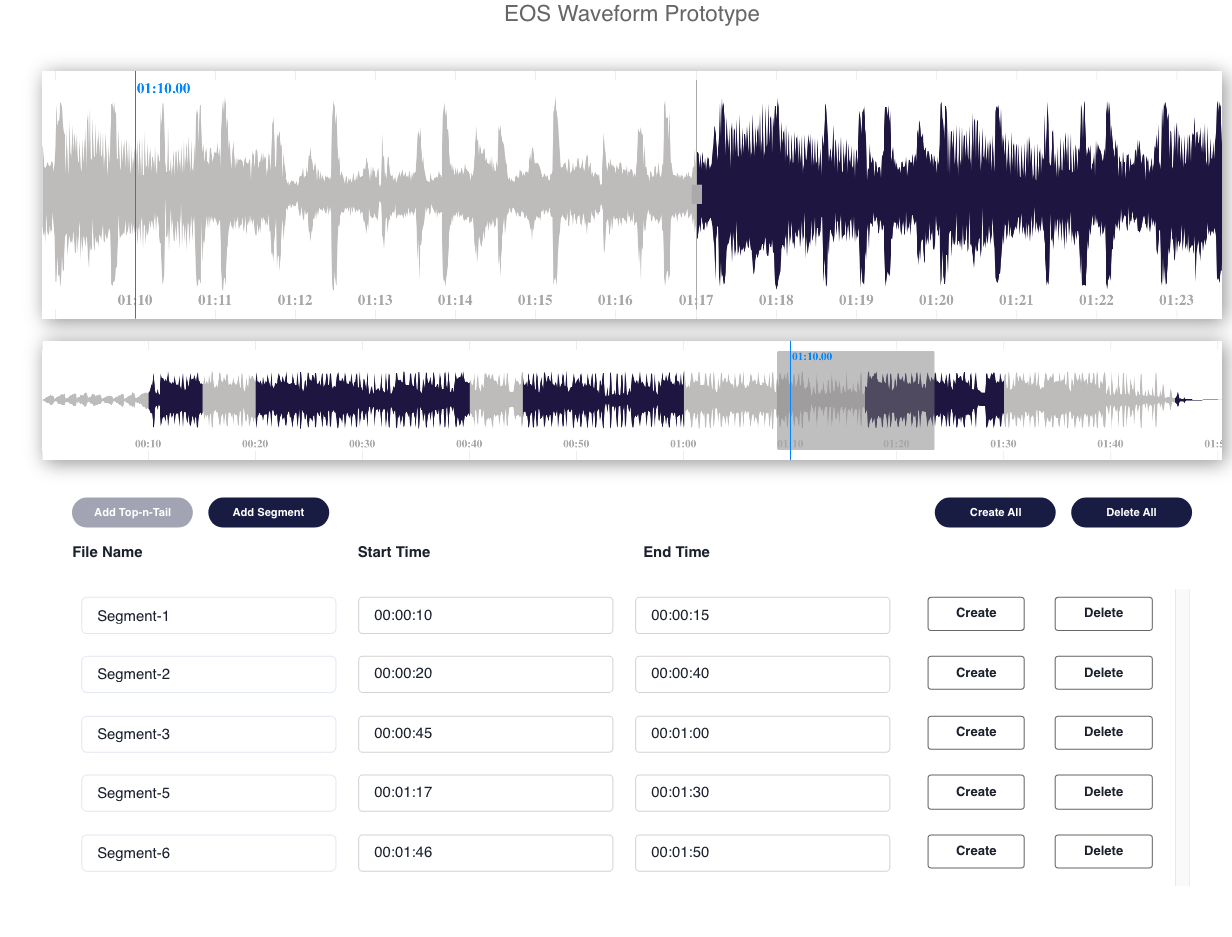 EOS Waveform Prototype
01:10.00
01:10 01:11 01:12 01:13 01:14 01:15 01:16 01:17 01:18 01:19 01:20 01:21 01:22 01:23
01:10.00
00:10 00:20 00:30 00:40 00:50 01:00 01:10 01:20 01:30 01:40
Add Top-n-Tail Add Segment Create All Delete All
File Name Start Time End Time
Segment-1 00:00:10 00:00:15 Create Delete
Segment-2 00:00:20 00:00:40 Create Delete
Segment-3 00:00:45 00:01:00 Create Delete
Segment-5 00:01:17 00:01:30 Create Delete
Segment-6 00:01:46 00:01:50 Create Delete